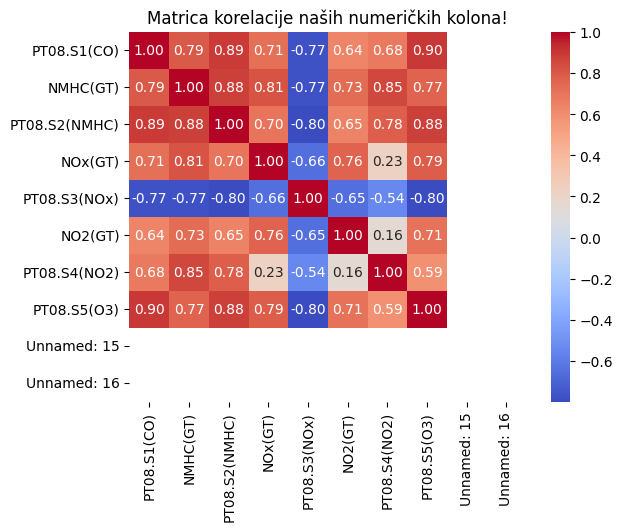 Matrica korelacije naših numeričkih kolona!
PT08.S1(CO) 1.00 0.79 0.89 0.71 -0.77 0.64 0.68 0.90
NMHC(GT) 0.79 1.00 0.88 0.81 -0.77 0.73 0.85 0.77
PT08.S2(NMHC) 0.89 0.88 1.00 0.70 -0.80 0.65 0.78 0.88
NOx(GT) 0.71 0.81 0.70 1.00 -0.66 0.76 0.23 0.79
PT08.S3(NOx) -0.77 -0.77 -0.80 -0.66 1.00 -0.65 -0.54 -0.80
NO2(GT) 0.64 0.73 0.65 0.76 -0.65 1.00 0.16 0.71
PT08.S4(NO2) 0.68 0.85 0.78 0.23 -0.54 0.16 1.00 0.59
PT08.S5(O3) 0.90 0.77 0.88 0.79 -0.80 0.71 0.59 1.00
Unnamed: 15
Unnamed: 16
PT08.S1(CO)
NMHC(GT)
PT08.S2(NMHC)
NOx(GT)
PT08.S3(NOx)
NO2(GT)
PT08.S4(NO2)
PT08.S5(O3)
Unnamed: 15
Unnamed: 16
1.0
0.8
0.6
0.4
0.2
0.0
−0.2
−0.4
−0.6